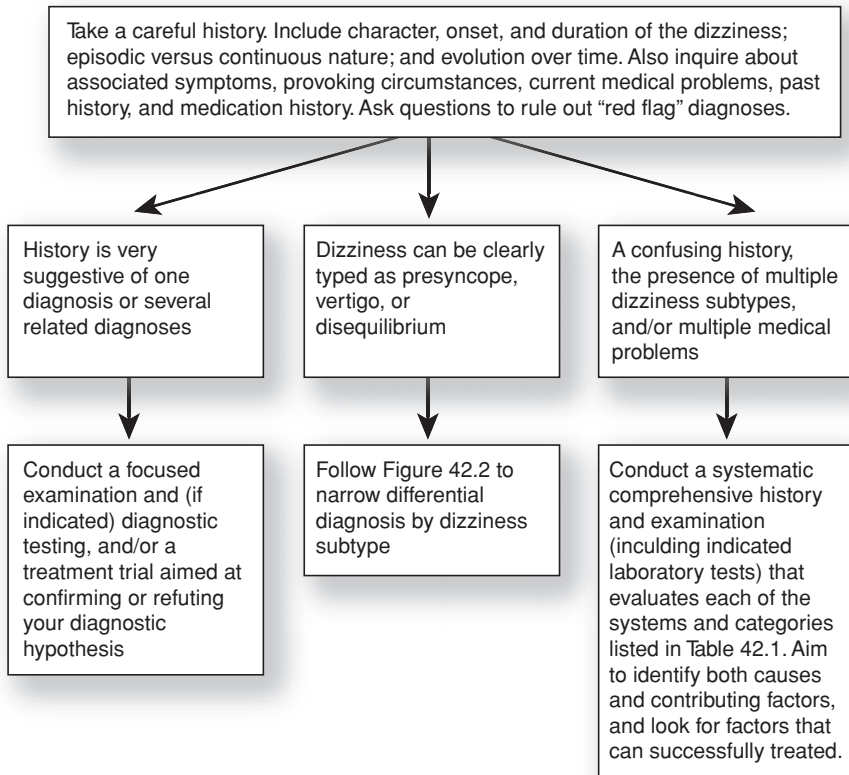 Take a careful history. Include character, onset, and duration of the dizziness;
episodic versus continuous nature; and evolution over time. Also inquire about
associated symptoms, provoking circumstances, current medical problems, past
history, and medication history. Ask questions to rule out “red flag” diagnoses.
History is very
suggestive of one
diagnosis or several
related diagnoses
Dizziness can be clearly
typed as presyncope,
vertigo, or
disequilibrium
A confusing history,
the presence of multiple
dizziness subtypes,
and/or multiple medical
problems
Conduct a focused
examination and (if
indicated) diagnostic
testing, and/or a
treatment trial aimed at
confirming or refuting
your diagnostic
hypothesis
Follow Figure 42.2 to
narrow differential
diagnosis by dizziness
subtype
Conduct a systematic
comprehensive history
and examination
(inculding indicated
laboratory tests) that
evaluates each of the
systems and categories
listed in Table 42.1. Aim
to identify both causes
and contributing factors,
and look for factors that
can successfully treated.